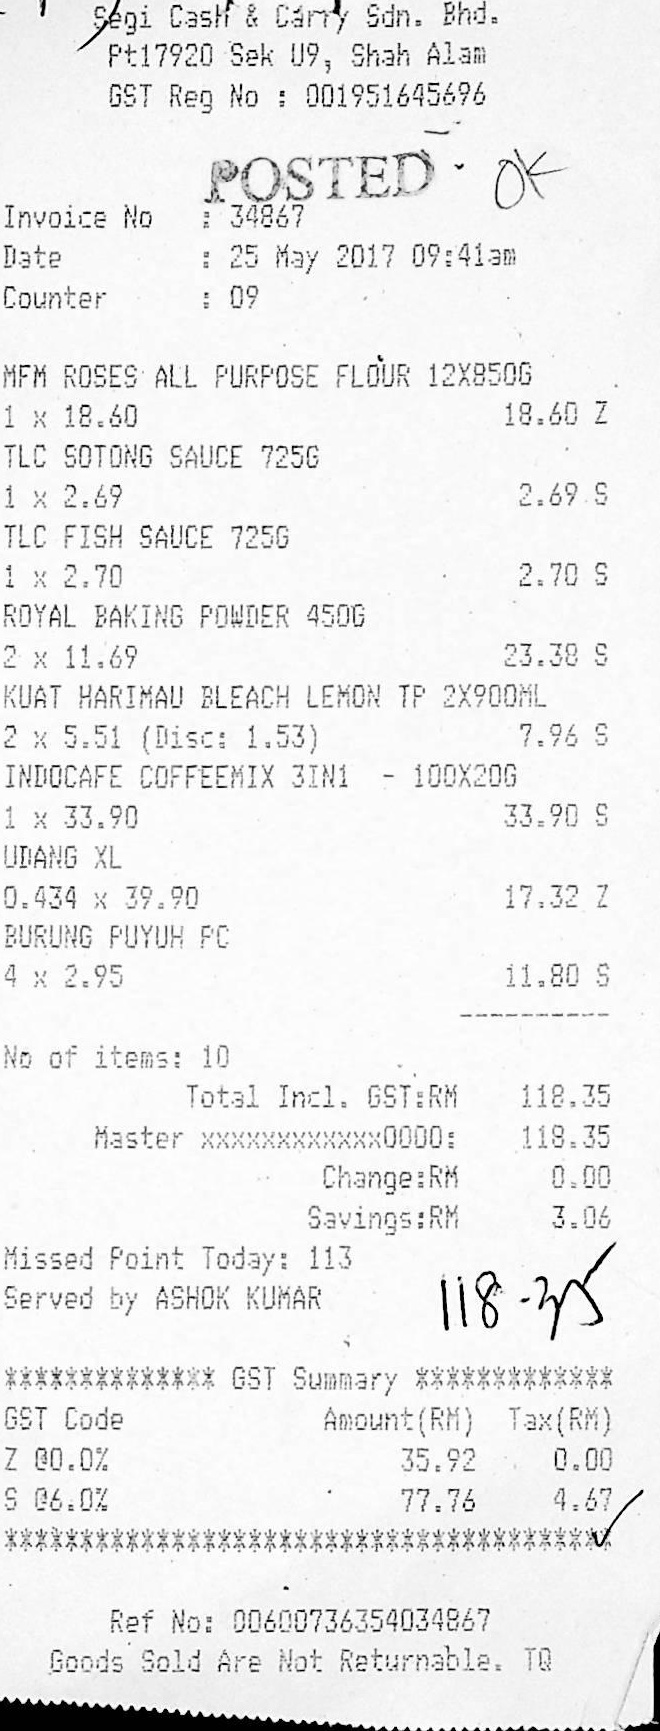 Segi Cash & Carry Sdn. Bhd.
Pt17920 Sek U9, Shah Alam
GST Reg No : 001951645696
POSTED OK
Invoice No : 34867
Date : 25 May 2017 09:41am
Counter : 09
MFM ROSES ALL PURPOSE FLOUR 12X850G
1 x 18.60 18.60 Z
TLC SOTONG SAUCE 725G
1 x 2.69 2.69 S
TLC FISH SAUCE 725G
1 x 2.70 2.70 S
ROYAL BAKING POWDER 450G
2 x 11.69 23.38 S
KUAT HARIMAU BLEACH LEMON TP 2X900ML
2 x 5.51 (Disc: 1.53) 7.96 S
INDOCAFE COFFEEMIX 3IN1 - 100X20G
1 x 33.90 33.90 S
UDANG XL
0.434 x 39.90 17.32 Z
BURUNG PUYUH PC
4 x 2.95 11.80 S
----------
No of items: 10
Total Incl. GST:RM 118.35
Master xxxxxxxxxxxx0000: 118.35
Change:RM 0.00
Savings:RM 3.06
Missed Point Today: 113
Served by ASHOK KUMAR
118-35
************** GST Summary *************
GST Code Amount(RM) Tax(RM)
Z @0.0% 35.92 0.00
S @6.0% 77.76 4.67
****************************************
Ref No: 00600736354034867
Goods Sold Are Not Returnable. TQ